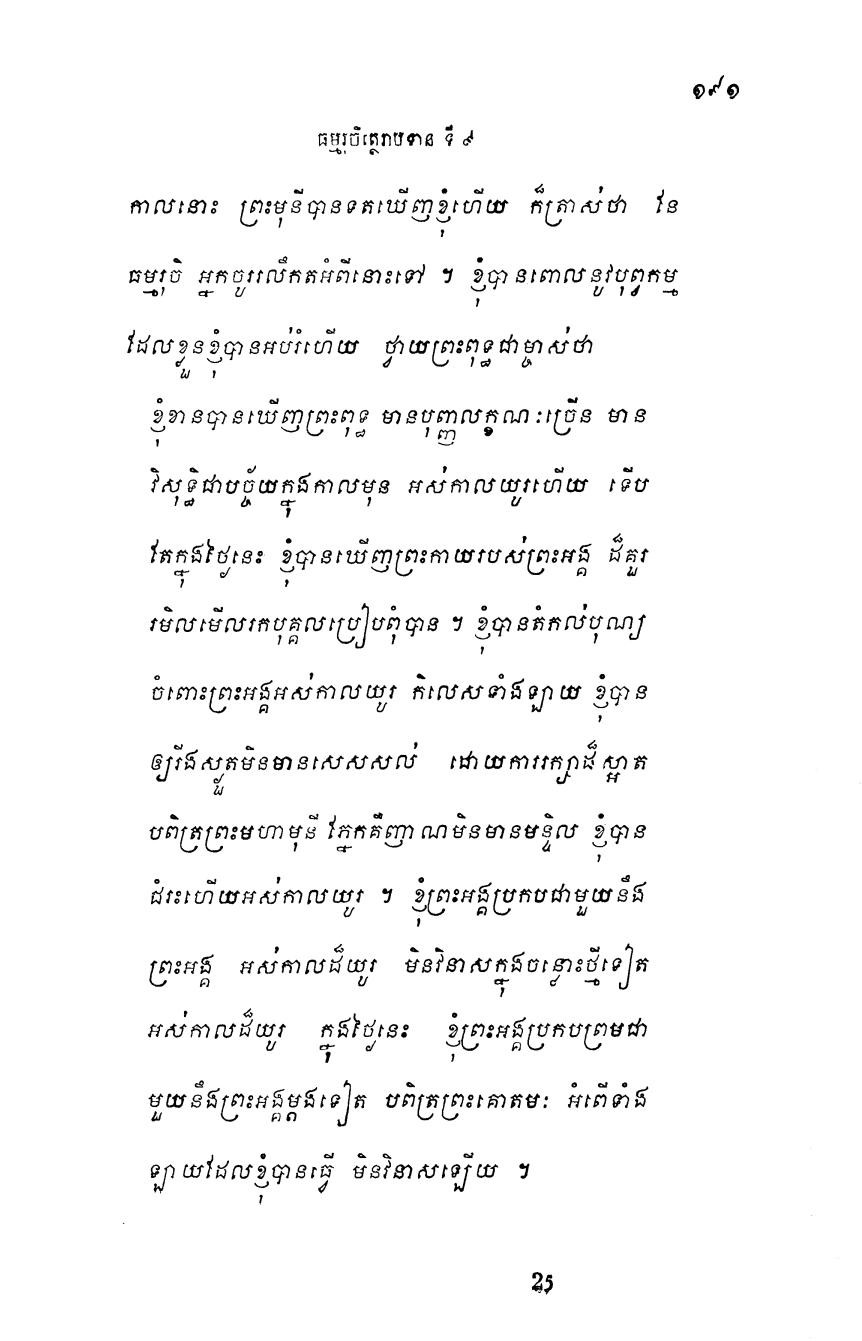 ១៩១
ធម្មរុចិត្ថេរាបទាន ទី ៩
កាលនោះ ព្រះមុនីបានទតឃើញខ្ញុំហើយ ក៏ត្រាស់ថា នែ
ធម្មរុចិ អ្នកចូររលឹកតអំពីនោះទៅ ។ ខ្ញុំបានពោលនូវបុព្វកម្ម
ដែលខ្លួនខ្ញុំបានអប់រំហើយ ថ្វាយព្រះពុទ្ធជាម្ចាស់ថា
ខ្ញុំខានបានឃើញព្រះពុទ្ធ មានបុញ្ញលក្ខណៈច្រើន មាន
វិសុទ្ធិជាបច្ច័យក្នុងកាលមុន អស់កាលយូរហើយ ទើប
តែក្នុងថ្ងៃនេះ ខ្ញុំបានឃើញព្រះកាយរបស់ព្រះអង្គ ដ៏គួរ
រមិលមើលរកបុគ្គលប្រៀបពុំបាន ។ ខ្ញុំបានតំកល់បុណ្យ
ចំពោះព្រះអង្គអស់កាលយូរ កិលេសទាំងឡាយ ខ្ញុំបាន
ឲ្យរីងស្ងួតមិនមានសេសសល់ ដោយការរក្សាដ៏ស្អាត
បពិត្រព្រះមហាមុនី ភ្នែកគឺញាណមិនមានមន្ទិល ខ្ញុំបាន
ជំរះហើយអស់កាលយូរ ។ ខ្ញុំព្រះអង្គប្រកបជាមួយនឹង
ព្រះអង្គ អស់កាលដ៏យូរ មិនវិនាសក្នុងចន្លោះថ្មីទៀត
អស់កាលដ៏យូរ ក្នុងថ្ងៃនេះ ខ្ញុំព្រះអង្គប្រកបព្រមជា
មួយនឹងព្រះអង្គម្តងទៀត បពិត្រព្រះគោតមៈ អំពើទាំង
ឡាយដែលខ្ញុំបានធ្វើ មិនវិនាសឡើយ ។
25